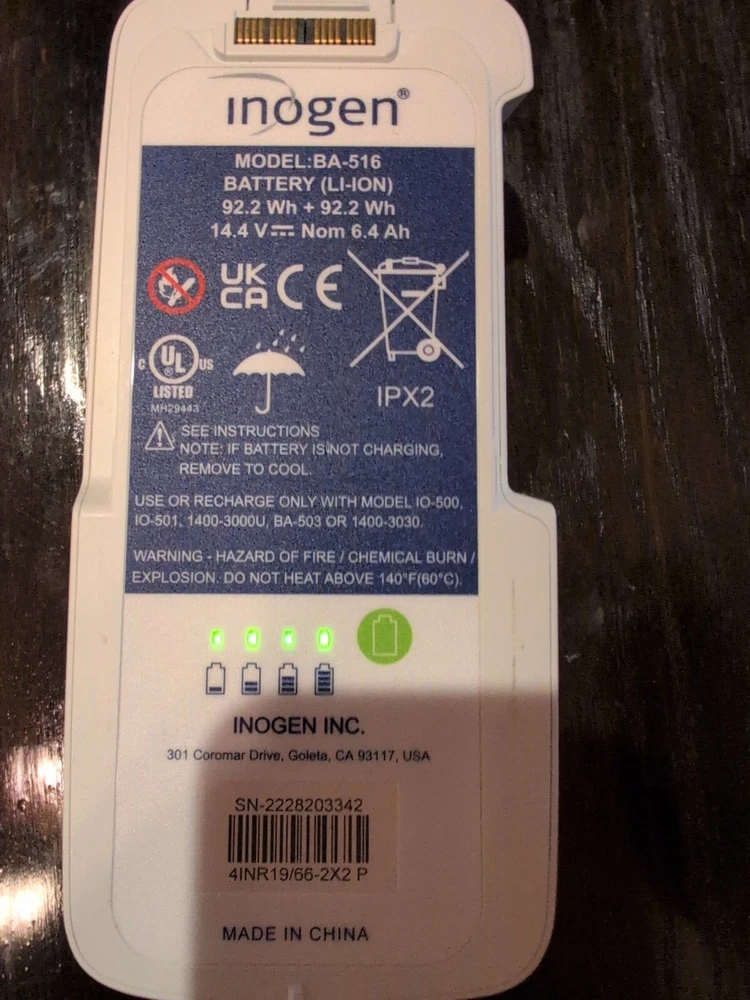 inogen®
MODEL:BA-516
BATTERY (LI-ION)
92.2 Wh + 92.2 Wh
14.4 V⎓ Nom 6.4 Ah
UK
CA CE
C UL US
LISTED
MH29443
IPX2
SEE INSTRUCTIONS
NOTE: IF BATTERY IS NOT CHARGING,
REMOVE TO COOL.
USE OR RECHARGE ONLY WITH MODEL IO-500,
IO-501, 1400-3000U, BA-503 OR 1400-3030.
WARNING - HAZARD OF FIRE / CHEMICAL BURN /
EXPLOSION. DO NOT HEAT ABOVE 140°F(60°C).
INOGEN INC.
301 Coromar Drive, Goleta, CA 93117, USA
SN-2228203342
4INR19/66-2X2 P
MADE IN CHINA